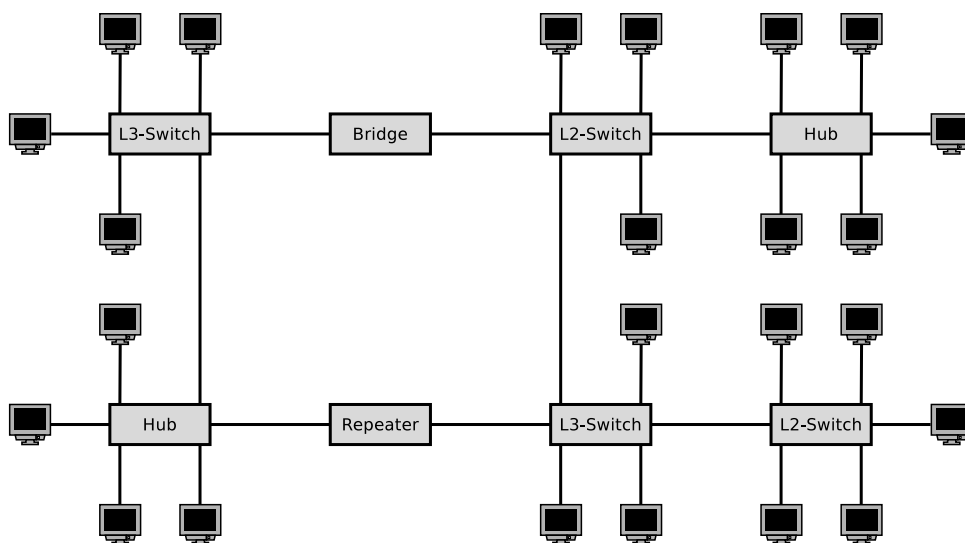 L3-Switch
Bridge
L2-Switch
Hub
Hub
Repeater
L3-Switch
L2-Switch